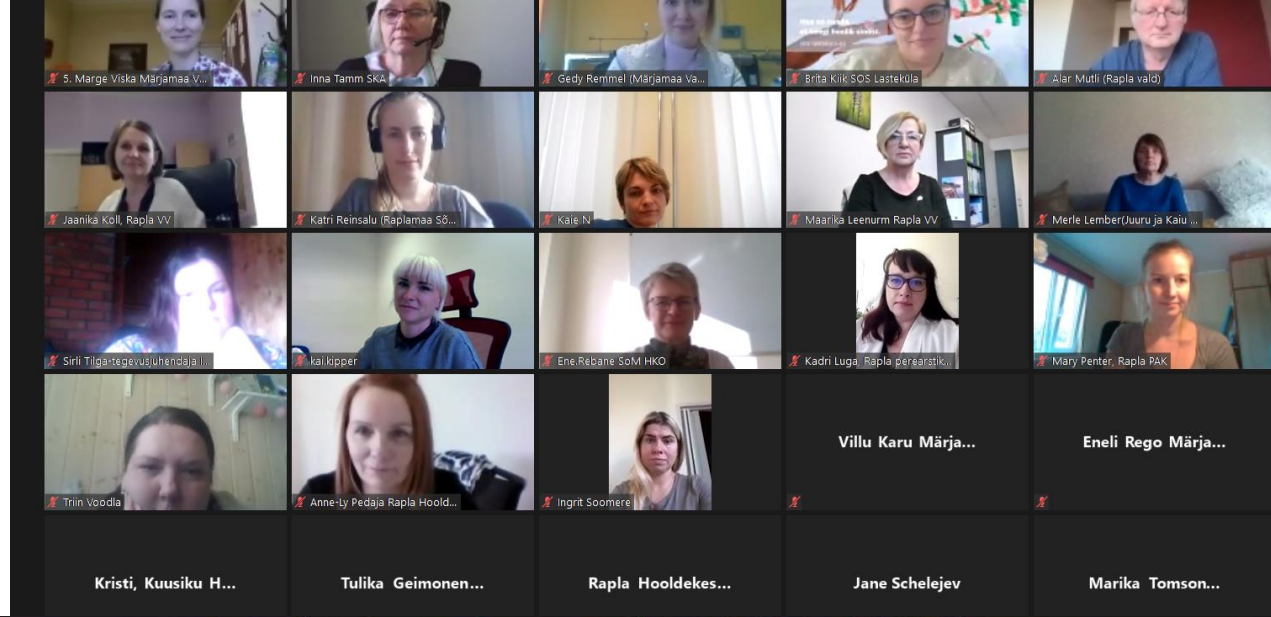 5. Marge Viska Märjamaa V...
Inna Tamm SKA
Gedy Remmel (Märjamaa Va...
Brita Kiik SOS Lasteküla
Alar Mutli (Rapla vald)
Jaanika Koll, Rapla VV
Katri Reinsalu (Raplamaa Sõ...
Kaie N
Maarika Leenurm Rapla VV
Merle Lember(Juuru ja Kaiu ...
Sirli Tilga-tegevusjuhendaja I...
kai.kipper
Ene.Rebane SoM HKO
Kadri Luga, Rapla perearstik...
Mary Penter, Rapla PAK
Triin Voodla
Anne-Ly Pedaja Rapla Hoold...
Ingrit Soomere
Villu Karu Märja...
Eneli Rego Märja...
Kristi, Kuusiku H...
Tulika Geimonen...
Rapla Hooldekes...
Jane Schelejev
Marika Tomson...